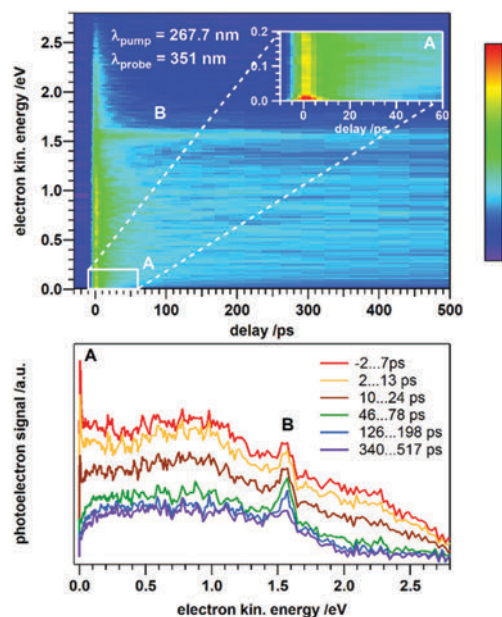 λpump = 267.7 nm
λprobe = 351 nm
A
0.2
0.1
0.0
0 20 40 60
delay /ps
B
A
electron kin. energy /eV
2.5
2.0
1.5
1.0
0.5
0.0
0 100 200 300 400 500
delay /ps
A
B
-2...7ps
2...13 ps
10...24 ps
46...78 ps
126...198 ps
340...517 ps
photoelectron signal /a.u.
0.0 0.5 1.0 1.5 2.0 2.5
electron kin. energy /eV